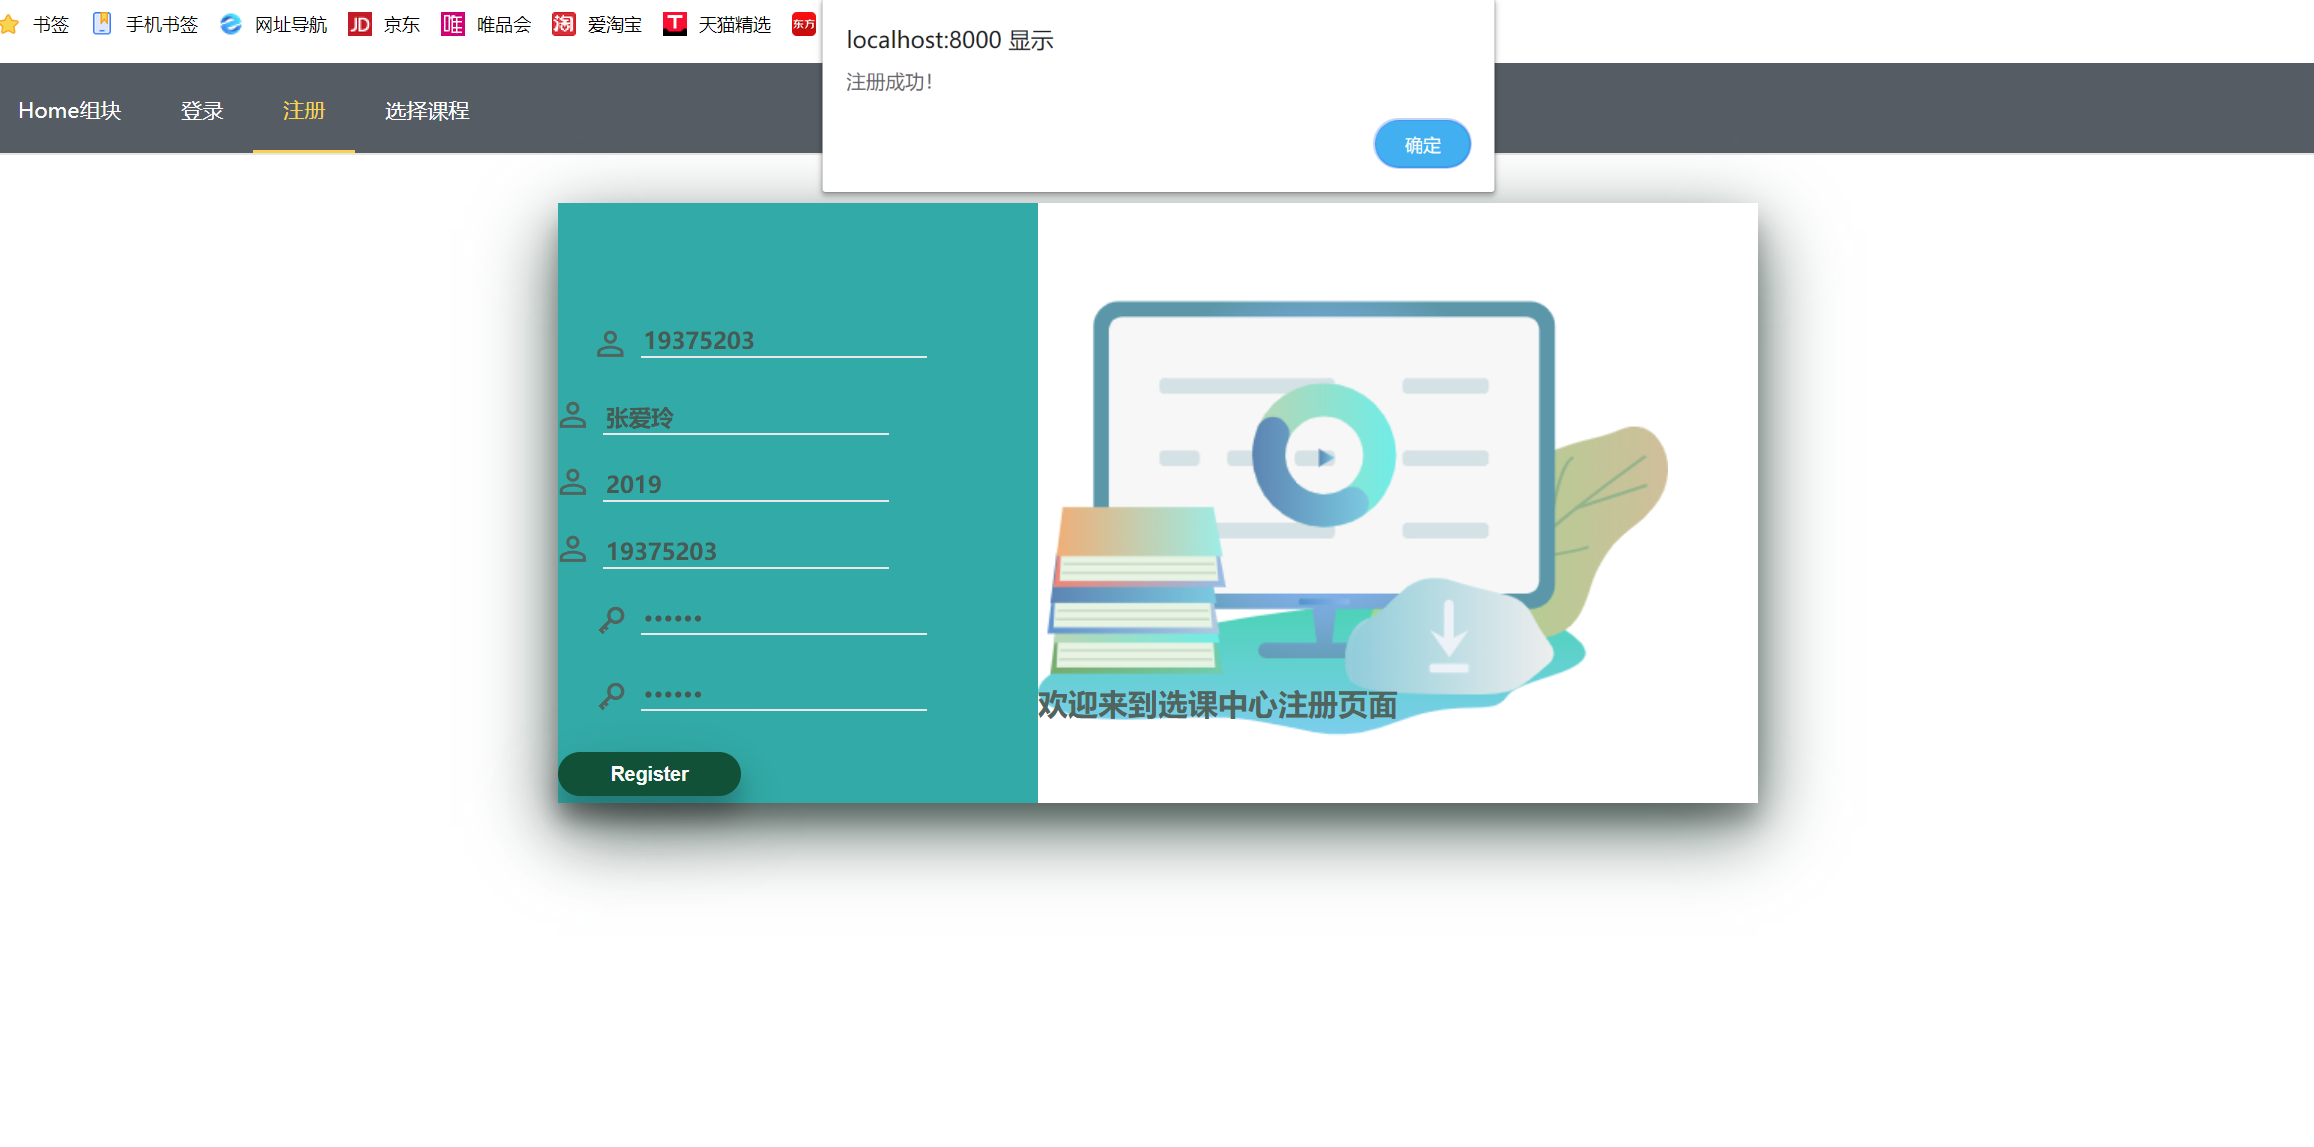 书签 手机书签 网址导航 JD 京东 唯 唯品会 淘 爱淘宝 T 天猫精选 东方
localhost:8000 显示
注册成功!
确定
Home组块 登录 注册 选择课程
19375203
张爱玲
2019
19375203
••••••
••••••
Register
欢迎来到选课中心注册页面